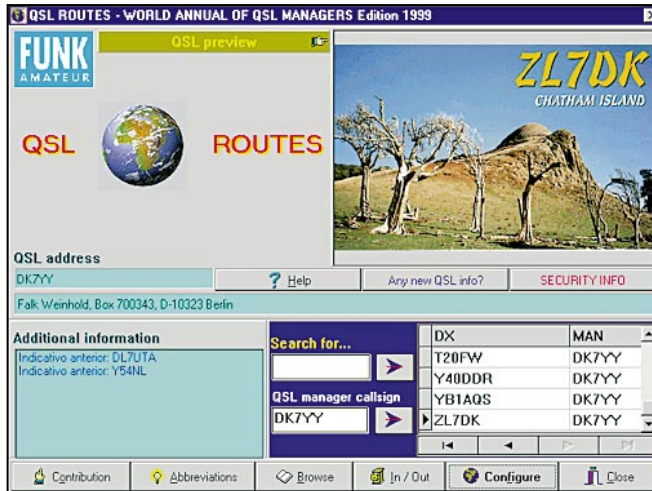 QSL ROUTES - WORLD ANNUAL OF QSL MANAGERS Edition 1999
FUNK
AMATEUR
QSL preview
QSL ROUTES
ZL7DK
CHATHAM ISLAND
QSL address
DK7YY
? Help
Any new QSL info?
SECURITY INFO
Falk Weinhold, Box 700343, D-10323 Berlin
Additional information
Indicativo anterior: DL7UTA
Indicativo anterior: Y54NL
Search for...
QSL manager callsign
DK7YY
DX MAN
T20FW DK7YY
Y40DDR DK7YY
YB1AQS DK7YY
ZL7DK DK7YY
Contribution
Abbreviations
Browse
In / Out
Configure
Close